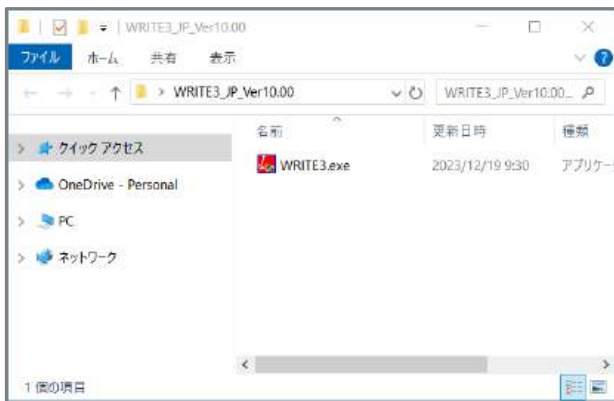 WRITE3_JP_Ver10.00
ファイル ホーム 共有 表示
WRITE3_JP_Ver10.00 WRITE3_JP_Ver10.00_
名前 更新日時 種類
クイック アクセス
WRITE3.exe 2023/12/19 9:30 アプリケー
OneDrive - Personal
PC
ネットワーク
1 個の項目